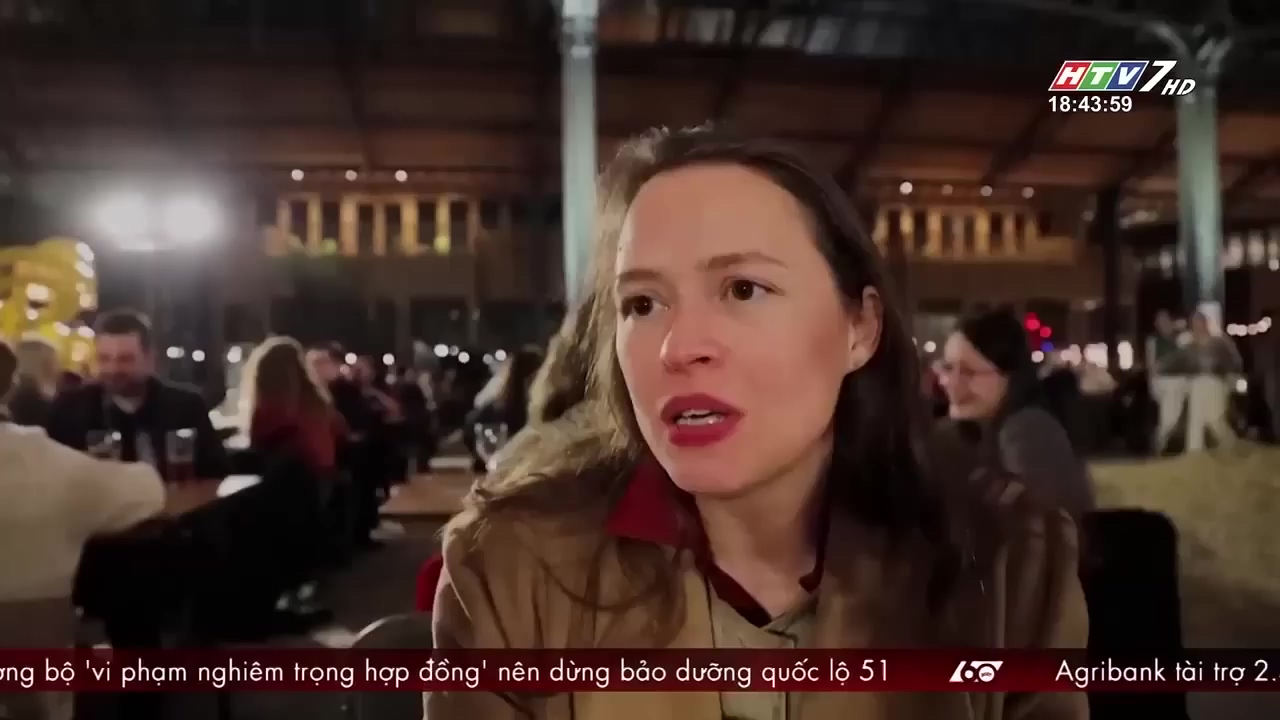 HTV7 HD
18:43:59
bộ 'vi phạm nghiêm trọng hợp đồng' nên dừng bảo dưỡng quốc lộ 51
60
Agribank tài trợ 2.